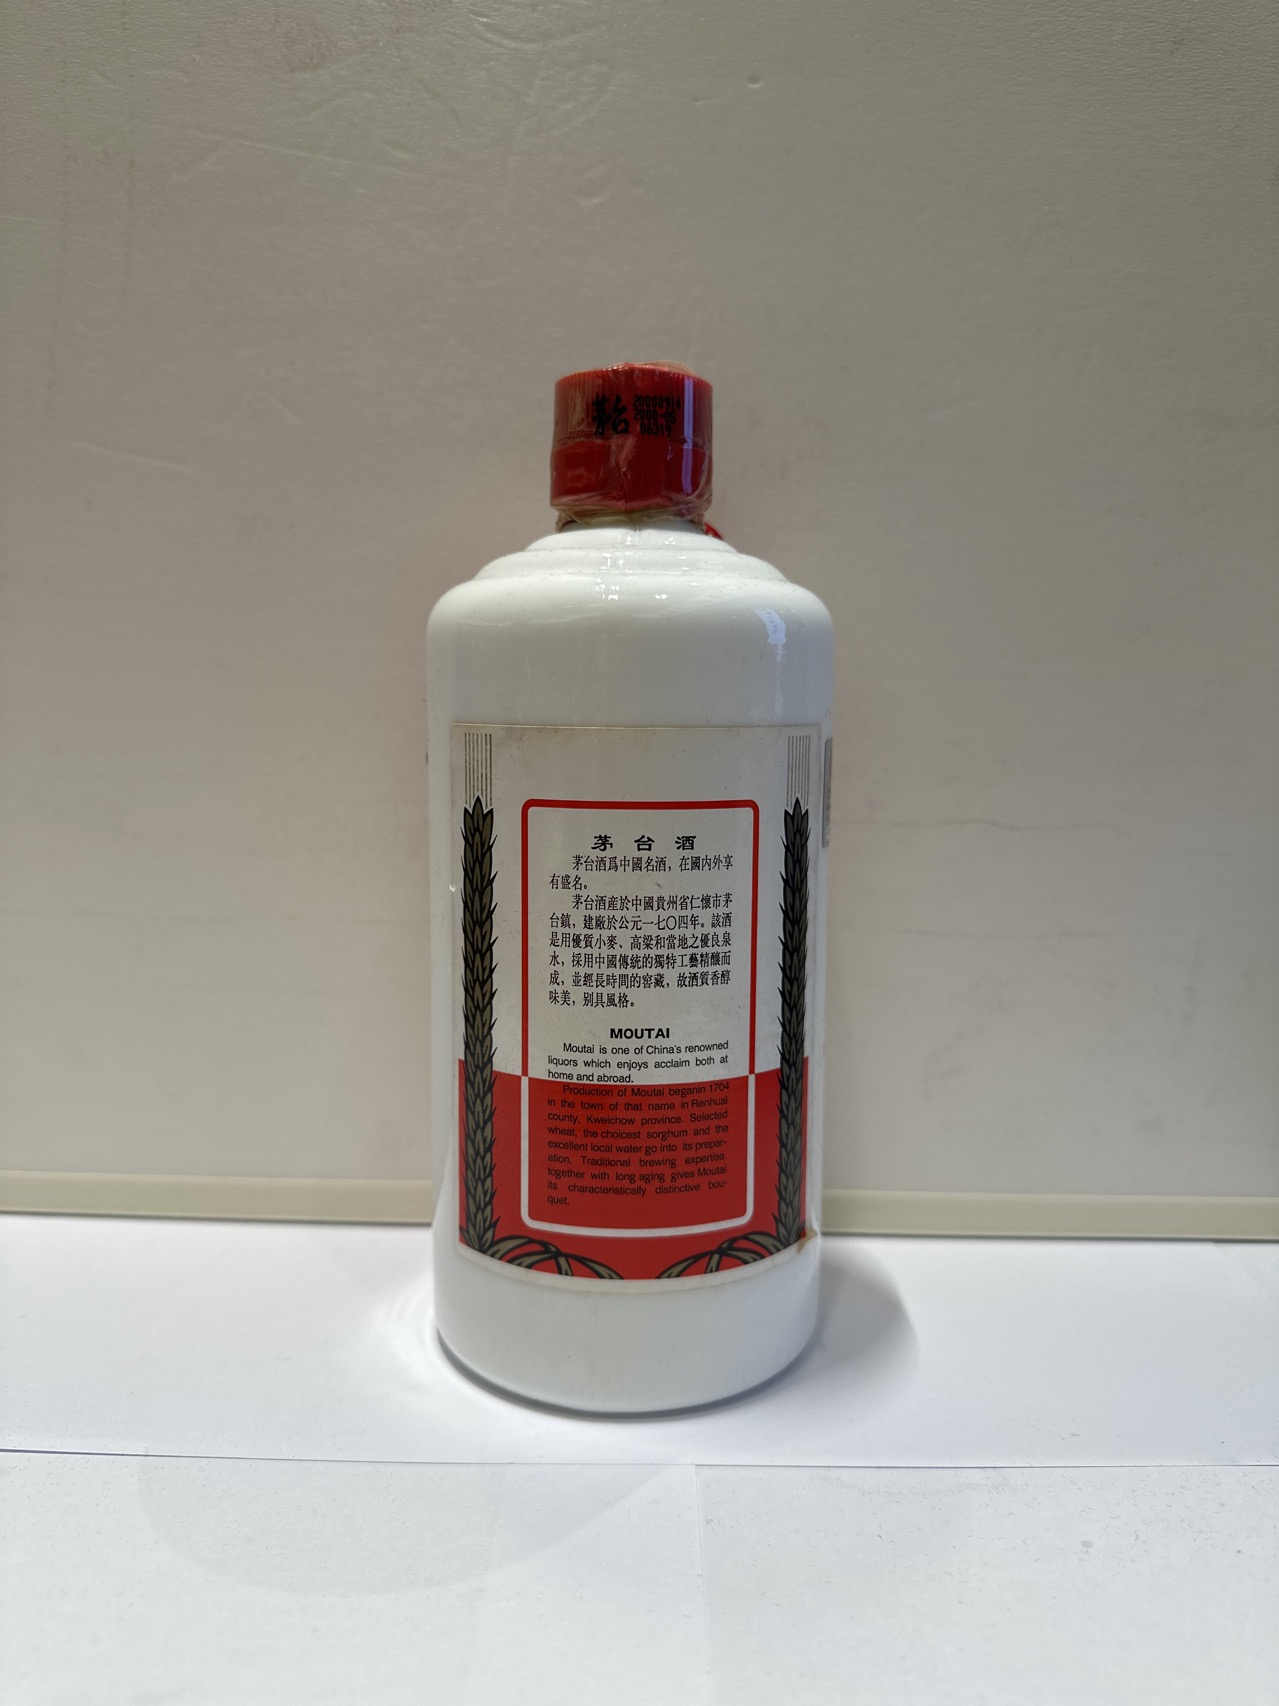 茅台
20000914
2000-05
06319
茅台酒
茅台酒爲中國名酒，在國内外享
有盛名。
茅台酒産於中國貴州省仁懷市茅
台鎮，建廠於公元一七〇四年。該酒
是用優質小麥、高粱和當地之優良泉
水，採用中國傳統的獨特工藝精釀而
成，並經長時間的窖藏，故酒質香醇
味美，别具風格。
MOUTAI
Moutai is one of China's renowned
liquors which enjoys acclaim both at
home and abroad.
Production of Moutai beganin 1704
in the town of that name in Renhuai
county, Kweichow province. Selected
wheat, the choicest sorghum and the
excellent local water go into its prepar-
ation. Traditional brewing expertise
together with long aging gives Moutai
its characteristically distinctive bou-
quet.